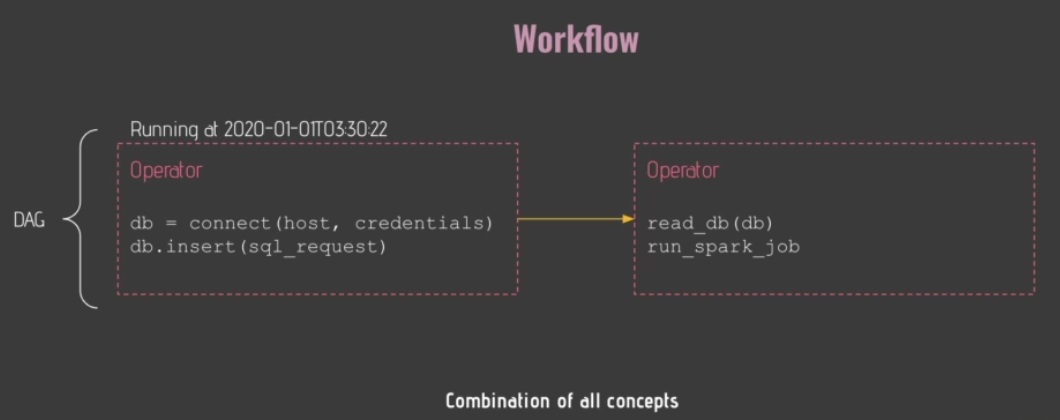 Workflow
Running at 2020-01-01T03:30:22
DAG
Operator
db = connect(host, credentials)
db.insert(sql_request)
Operator
read_db(db)
run_spark_job
Combination of all concepts